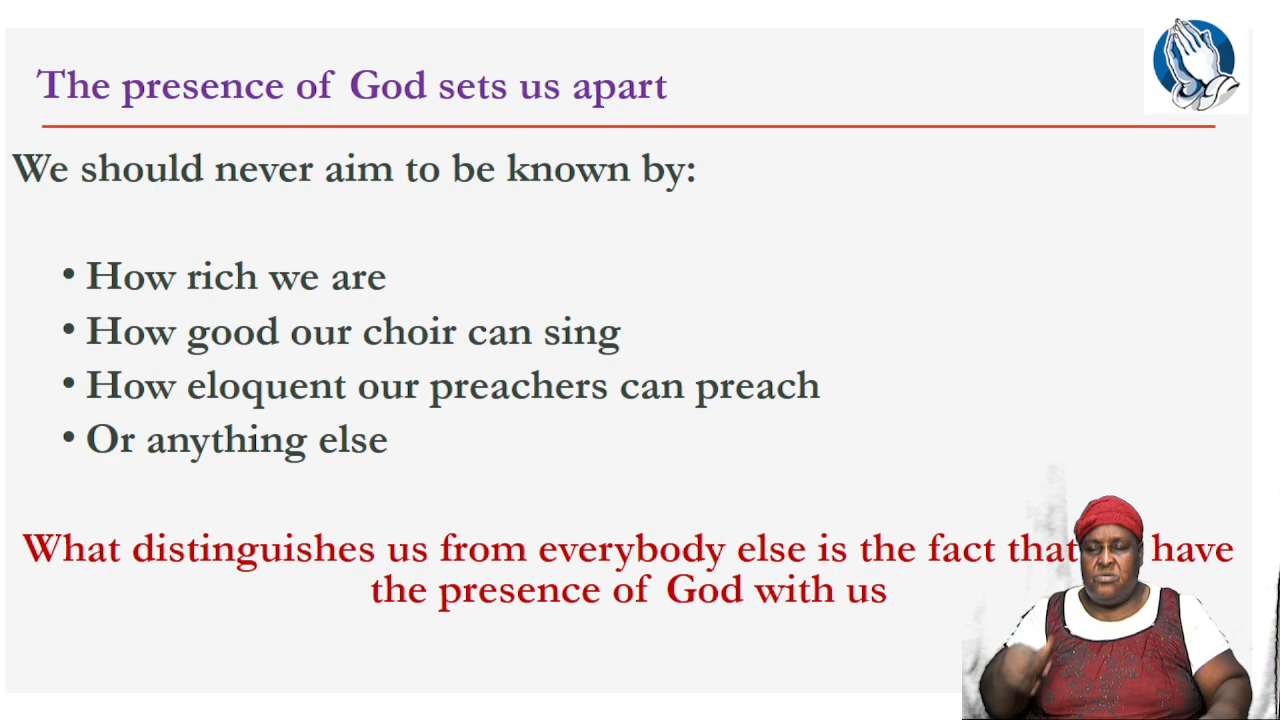 The presence of God sets us apart
We should never aim to be known by:
• How rich we are
• How good our choir can sing
• How eloquent our preachers can preach
• Or anything else
What distinguishes us from everybody else is the fact that have
the presence of God with us